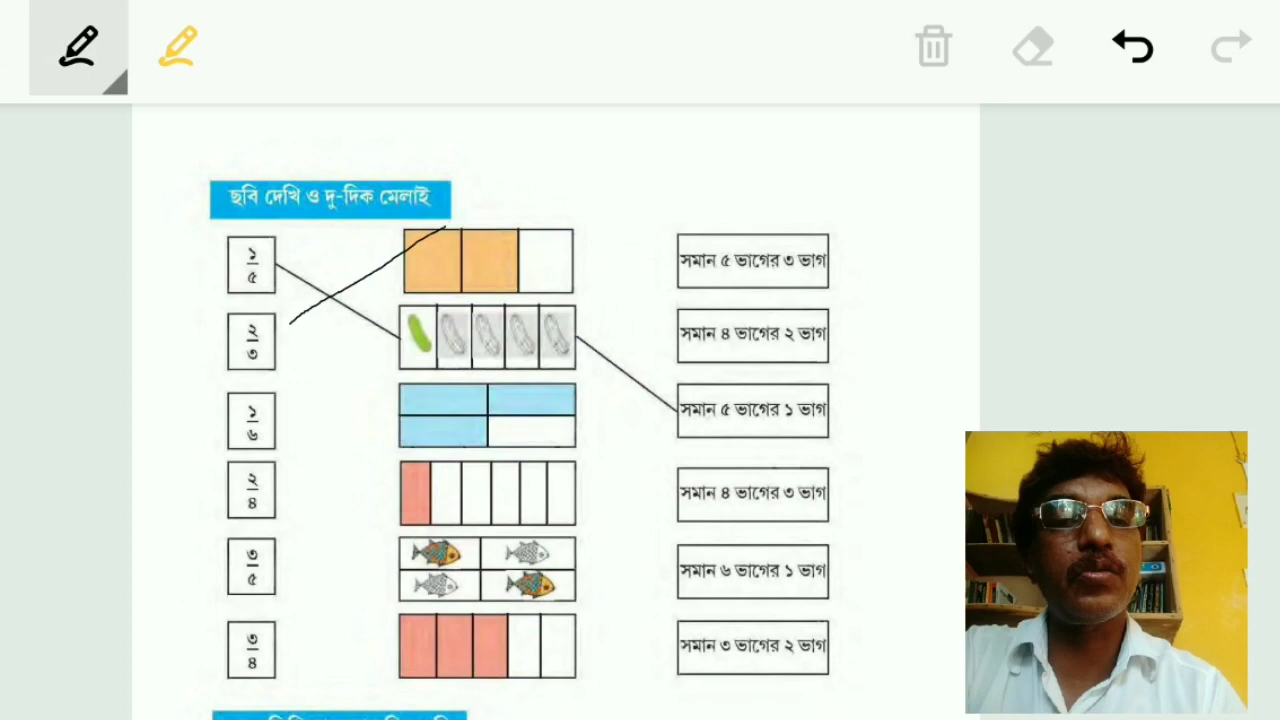 ছবি দেখি ও দু-দিক মেলাই
১
৫
সমান ৫ ভাগের ৩ ভাগ
২
৩
সমান ৪ ভাগের ২ ভাগ
১
৬
সমান ৫ ভাগের ১ ভাগ
২
৪
সমান ৪ ভাগের ৩ ভাগ
৩
৫
সমান ৬ ভাগের ১ ভাগ
৩
৪
সমান ৩ ভাগের ২ ভাগ